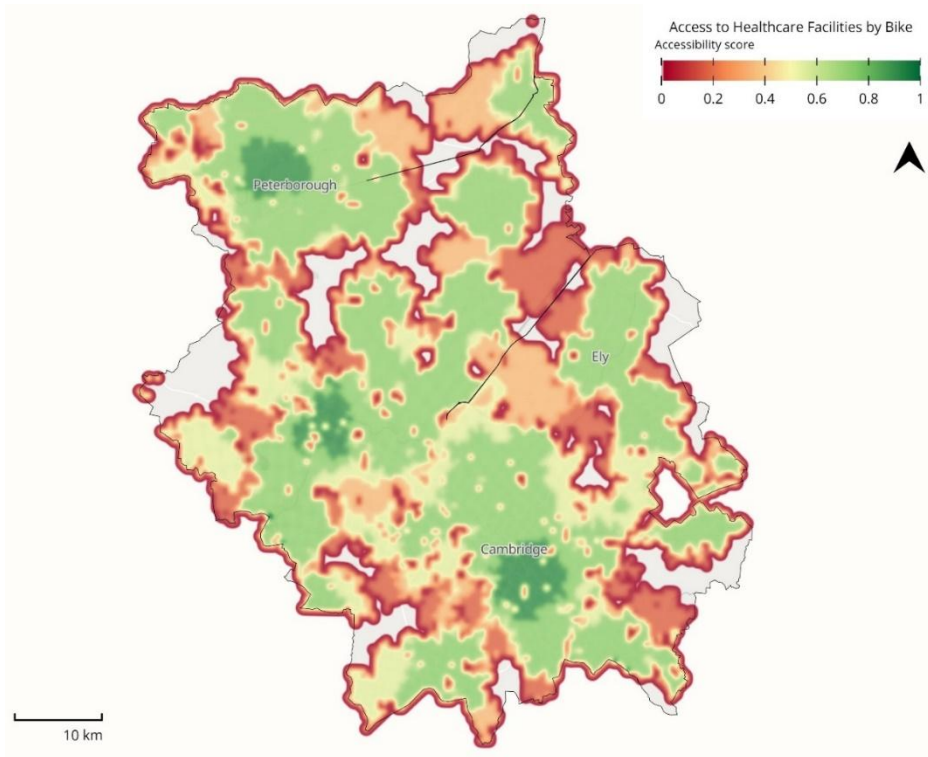 Access to Healthcare Facilities by Bike
Accessibility score
0 0.2 0.4 0.6 0.8 1
Peterborough
Ely
Cambridge
10 km